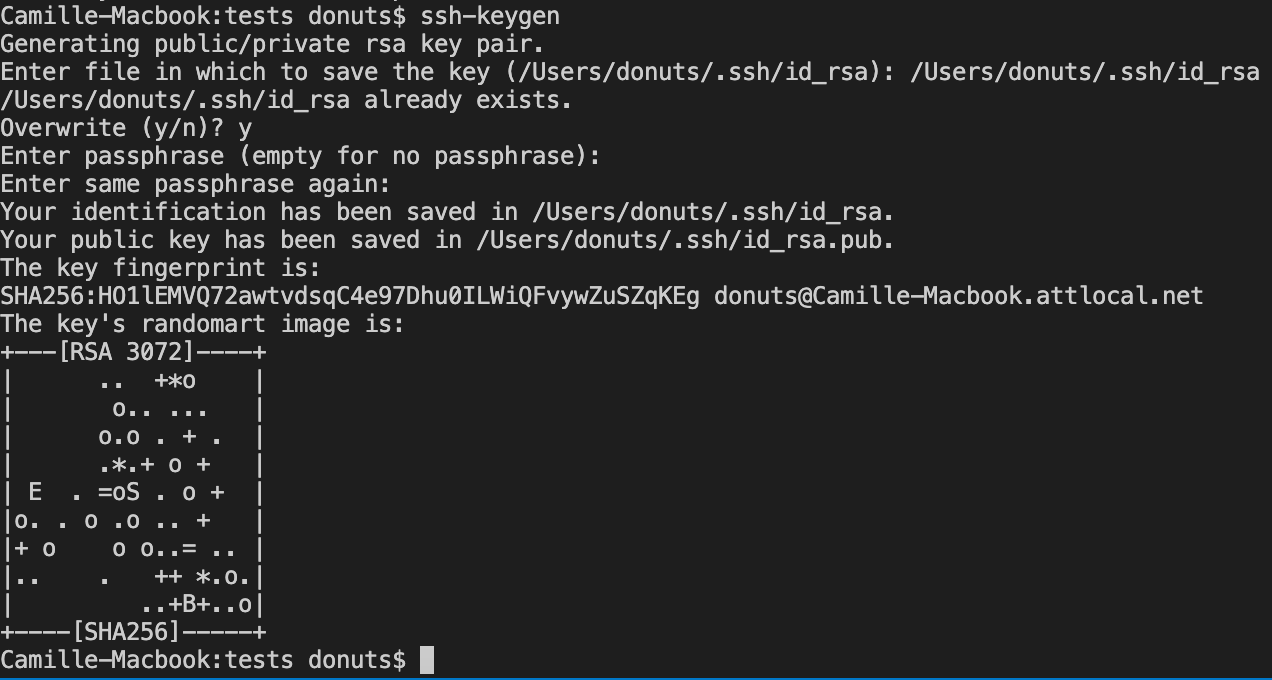 Camille-Macbook:tests donuts$ ssh-keygen
Generating public/private rsa key pair.
Enter file in which to save the key (/Users/donuts/.ssh/id_rsa): /Users/donuts/.ssh/id_rsa
/Users/donuts/.ssh/id_rsa already exists.
Overwrite (y/n)? y
Enter passphrase (empty for no passphrase):
Enter same passphrase again:
Your identification has been saved in /Users/donuts/.ssh/id_rsa.
Your public key has been saved in /Users/donuts/.ssh/id_rsa.pub.
The key fingerprint is:
SHA256:HO1lEMVQ72awtvdsqC4e97Dhu0ILWiQFvywZuSZqKEg donuts@Camille-Macbook.attlocal.net
The key's randomart image is:
+---[RSA 3072]----+
|      ..  +*o    |
|       o.. ...   |
|      o.o . + .  |
|      .*.+ o +   |
| E  . =oS . o +  |
|o. . o .o .. +   |
|+ o    o o..= .. |
|..    .   ++ *.o.|
|         ..+B+..o|
+----[SHA256]-----+
Camille-Macbook:tests donuts$